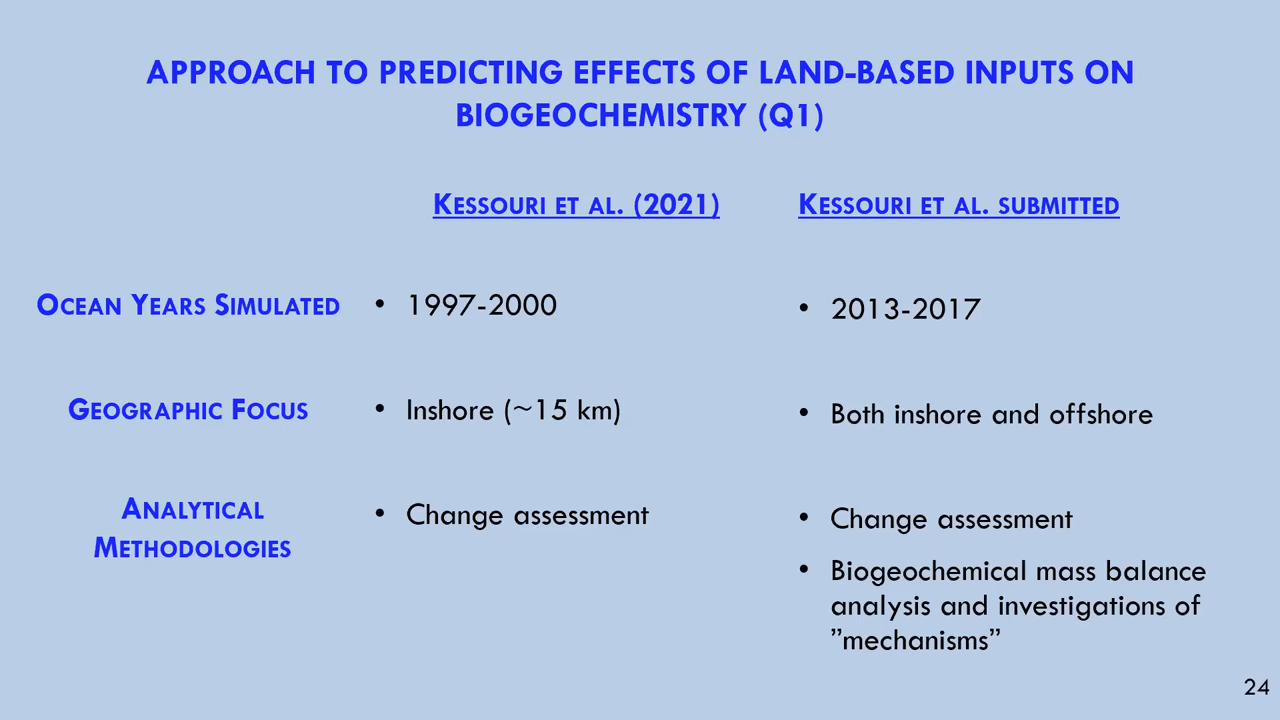 APPROACH TO PREDICTING EFFECTS OF LAND-BASED INPUTS ON
BIOGEOCHEMISTRY (Q1)
KESSOURI ET AL. (2021)
KESSOURI ET AL. SUBMITTED
OCEAN YEARS SIMULATED
• 1997-2000
• 2013-2017
GEOGRAPHIC FOCUS
• Inshore (~15 km)
• Both inshore and offshore
ANALYTICAL
METHODOLOGIES
• Change assessment
• Change assessment
• Biogeochemical mass balance
analysis and investigations of
”mechanisms”
24